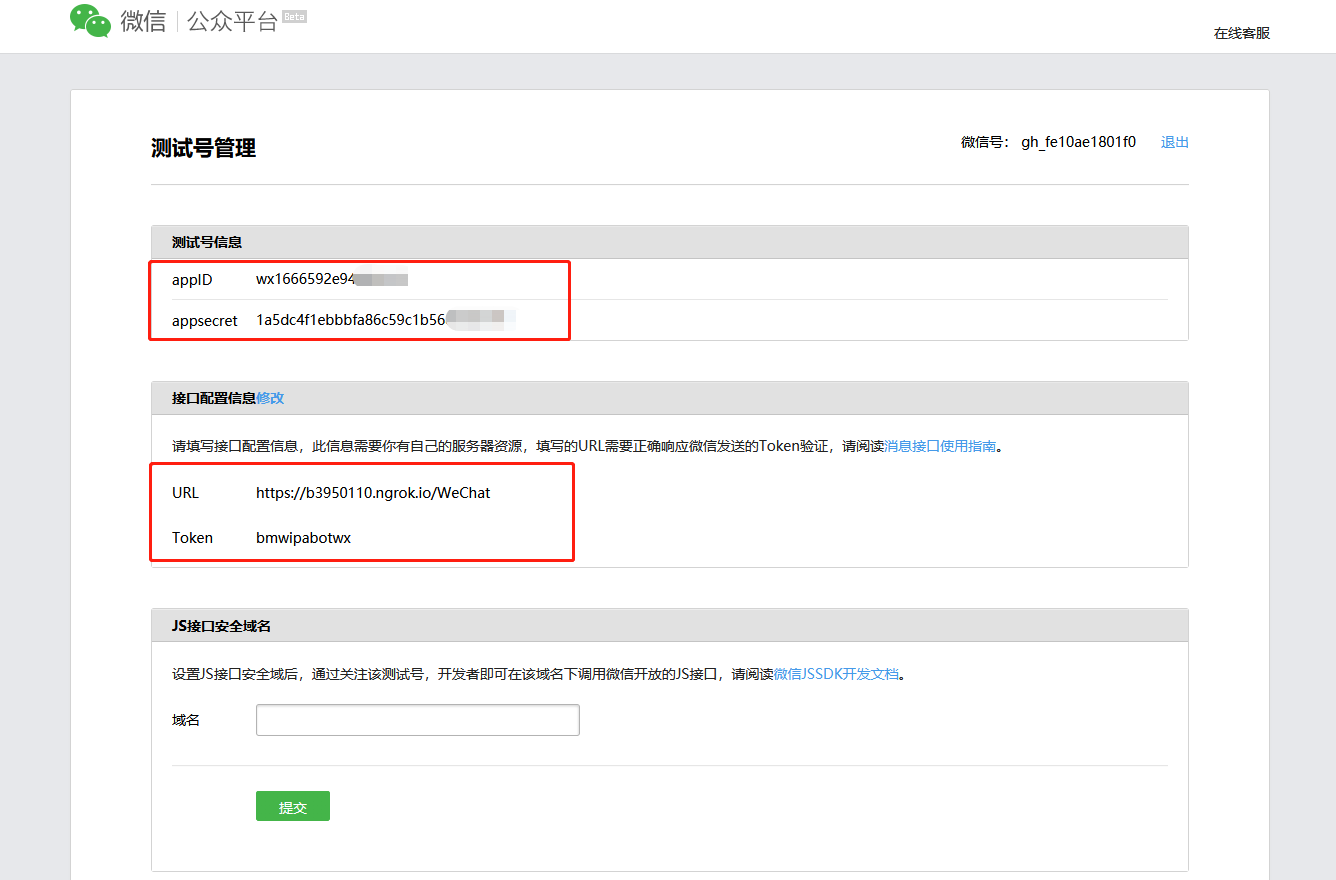 微信 公众平台 Beta
在线客服
测试号管理
微信号： gh_fe10ae1801f0 退出
测试号信息
appID wx1666592e94
appsecret 1a5dc4f1ebbbfa86c59c1b56
接口配置信息修改
请填写接口配置信息，此信息需要你有自己的服务器资源，填写的URL需要正确响应微信发送的Token验证，请阅读消息接口使用指南。
URL https://b3950110.ngrok.io/WeChat
Token bmwipabotwx
JS接口安全域名
设置JS接口安全域后，通过关注该测试号，开发者即可在该域名下调用微信开放的JS接口，请阅读微信JSSDK开发文档。
域名
提交